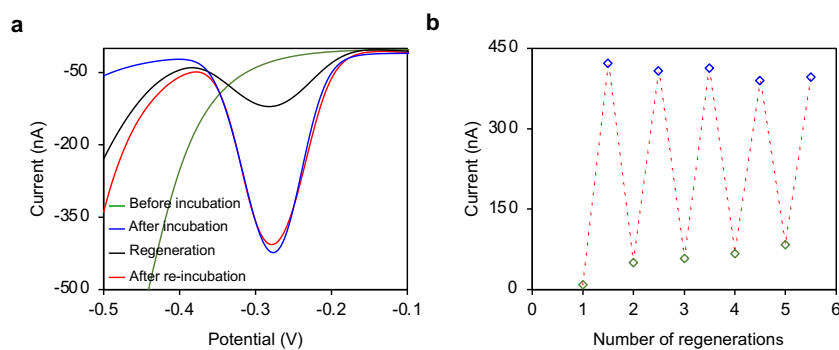 a
Current (nA)
-50
-20
-350
-500
-0.5
-0.4
-0.3
-0.2
-0.1
Potential (V)
Before incubation
After incubation
Regeneration
After re-incubation
b
Current (nA)
450
300
150
0
0
1
2
3
4
5
6
Number of regenerations